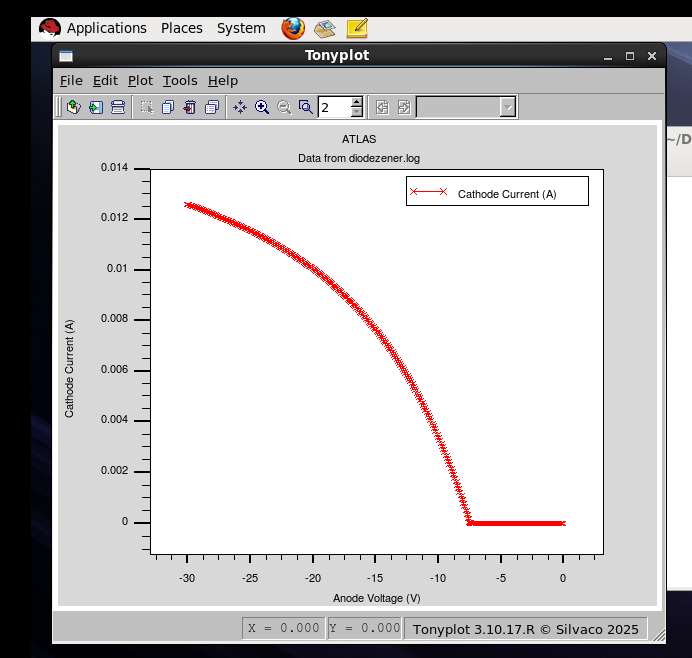 Applications Places System
Tonyplot
File Edit Plot Tools Help
2
~/D
ATLAS
Data from diodezener.log
Cathode Current (A)
0.014
0.012
0.01
0.008
0.006
0.004
0.002
0
Cathode Current (A)
-30 -25 -20 -15 -10 -5 0
Anode Voltage (V)
X = 0.000 Y = 0.000 Tonyplot 3.10.17.R © Silvaco 2025